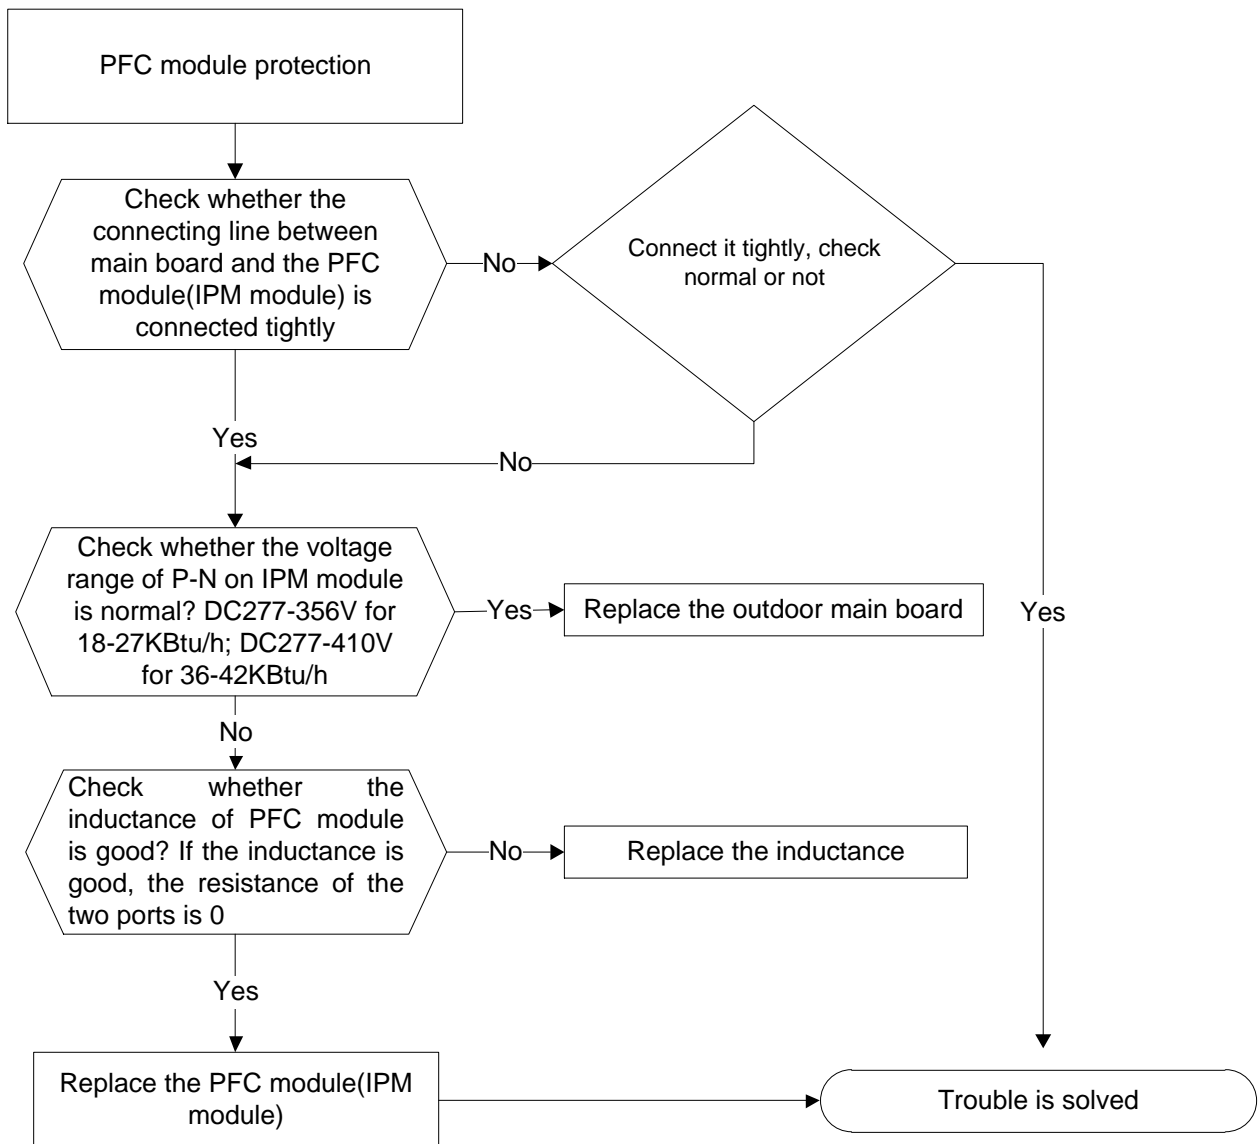 PFC module protection
Check whether the
connecting line between
main board and the PFC
module(IPM module) is
connected tightly
No
Connect it tightly, check
normal or not
Yes
No
Check whether the voltage
range of P-N on IPM module
is normal? DC277-356V for
18-27KBtu/h; DC277-410V
for 36-42KBtu/h
Yes
Replace the outdoor main board
Yes
No
Check whether the
inductance of PFC module
is good? If the inductance is
good, the resistance of the
two ports is 0
No
Replace the inductance
Yes
Replace the PFC module(IPM
module)
Trouble is solved